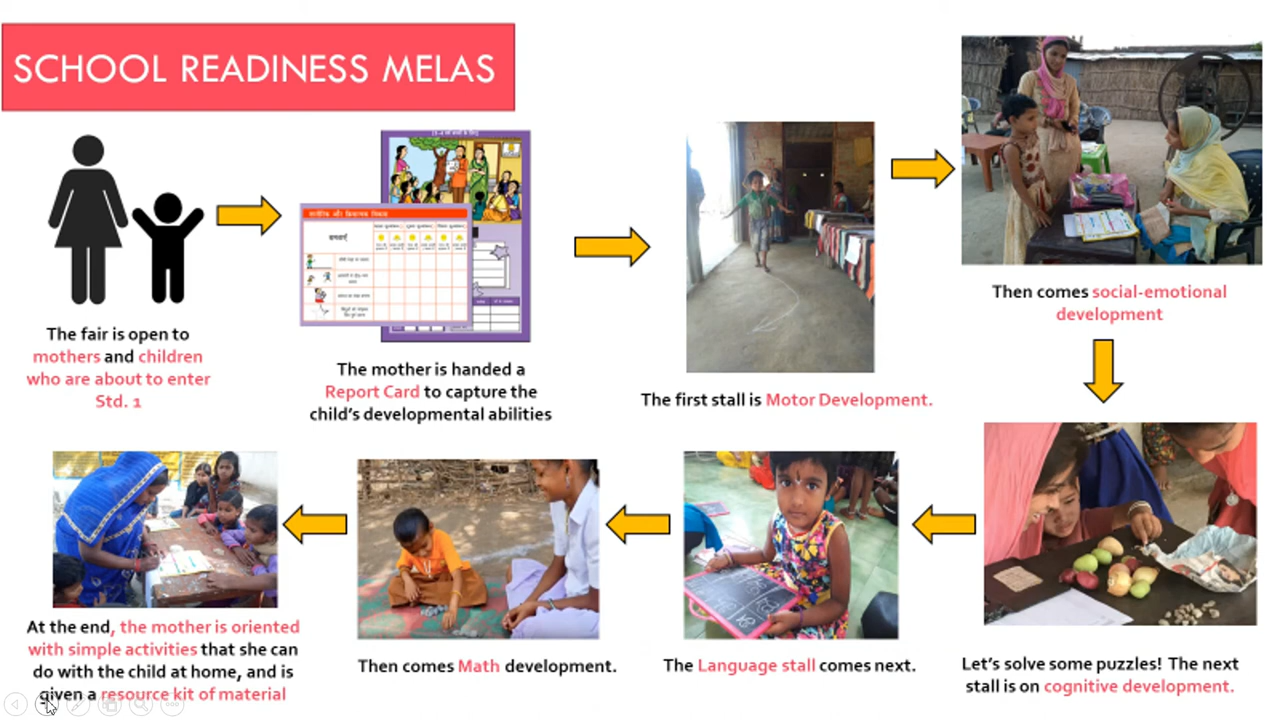 SCHOOL READINESS MELAS
The fair is open to
mothers and children
who are about to enter
Std. 1
शारीरिक और क्रियात्मक विकास
क्षमताएँ
The mother is handed a
Report Card to capture the
child's developmental abilities
The first stall is Motor Development.
Then comes social-emotional
development
Let's solve some puzzles! The next
stall is on cognitive development.
The Language stall comes next.
Then comes Math development.
At the end, the mother is oriented
with simple activities that she can
do with the child at home, and is
given a resource kit of material